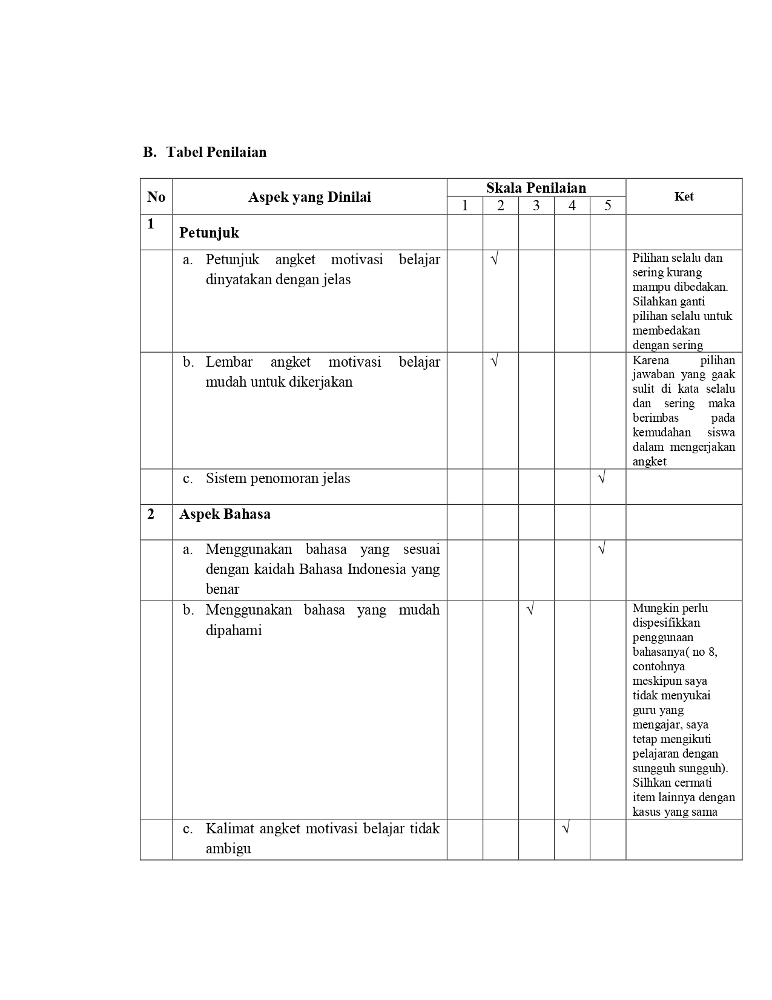 B. Tabel Penilaian
No Aspek yang Dinilai Skala Penilaian Ket
1 2 3 4 5
1 Petunjuk
a. Petunjuk angket motivasi belajar
dinyatakan dengan jelas
√
Pilihan selalu dan
sering kurang
mampu dibedakan.
Silahkan ganti
pilihan selalu untuk
membedakan
dengan sering
b. Lembar angket motivasi belajar
mudah untuk dikerjakan
√
Karena pilihan
jawaban yang gaak
sulit di kata selalu
dan sering maka
berimbas pada
kemudahan siswa
dalam mengerjakan
angket
c. Sistem penomoran jelas
√
2 Aspek Bahasa
a. Menggunakan bahasa yang sesuai
dengan kaidah Bahasa Indonesia yang
benar
√
b. Menggunakan bahasa yang mudah
dipahami
√
Mungkin perlu
dispesifikkan
penggunaan
bahasanya( no 8,
contohnya
meskipun saya
tidak menyukai
guru yang
mengajar, saya
tetap mengikuti
pelajaran dengan
sungguh sungguh).
Silhkan cermati
item lainnya dengan
kasus yang sama
c. Kalimat angket motivasi belajar tidak
ambigu
√